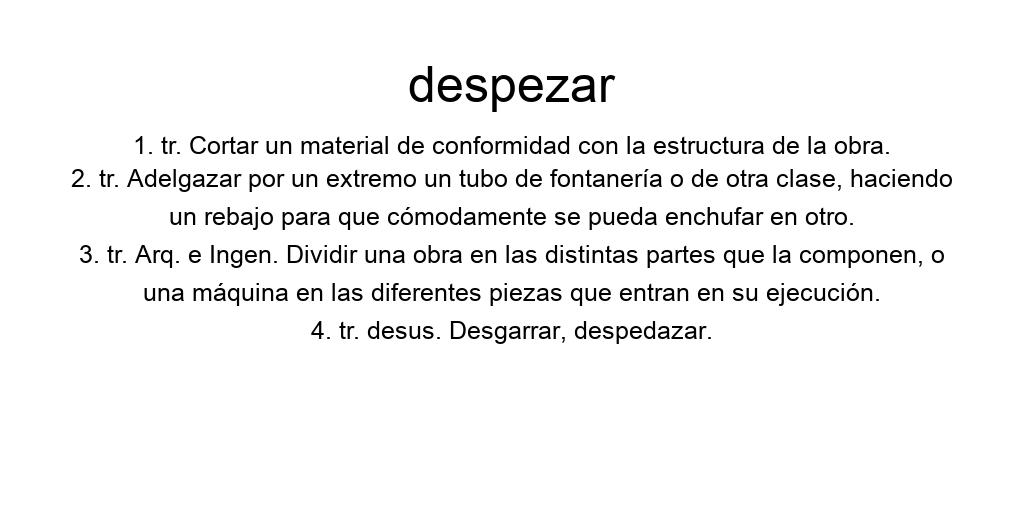 despezar
1. tr. Cortar un material de conformidad con la estructura de la obra.
2. tr. Adelgazar por un extremo un tubo de fontanería o de otra clase, haciendo
un rebajo para que cómodamente se pueda enchufar en otro.
3. tr. Arq. e Ingen. Dividir una obra en las distintas partes que la componen, o
una máquina en las diferentes piezas que entran en su ejecución.
4. tr. desus. Desgarrar, despedazar.